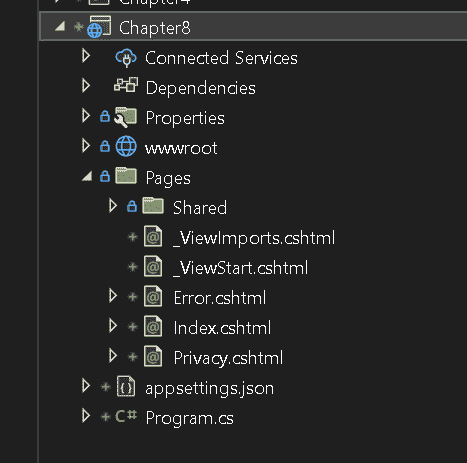 Chapter4
Chapter8
Connected Services
Dependencies
Properties
wwwroot
Pages
Shared
_ViewImports.cshtml
_ViewStart.cshtml
Error.cshtml
Index.cshtml
Privacy.cshtml
appsettings.json
C# Program.cs